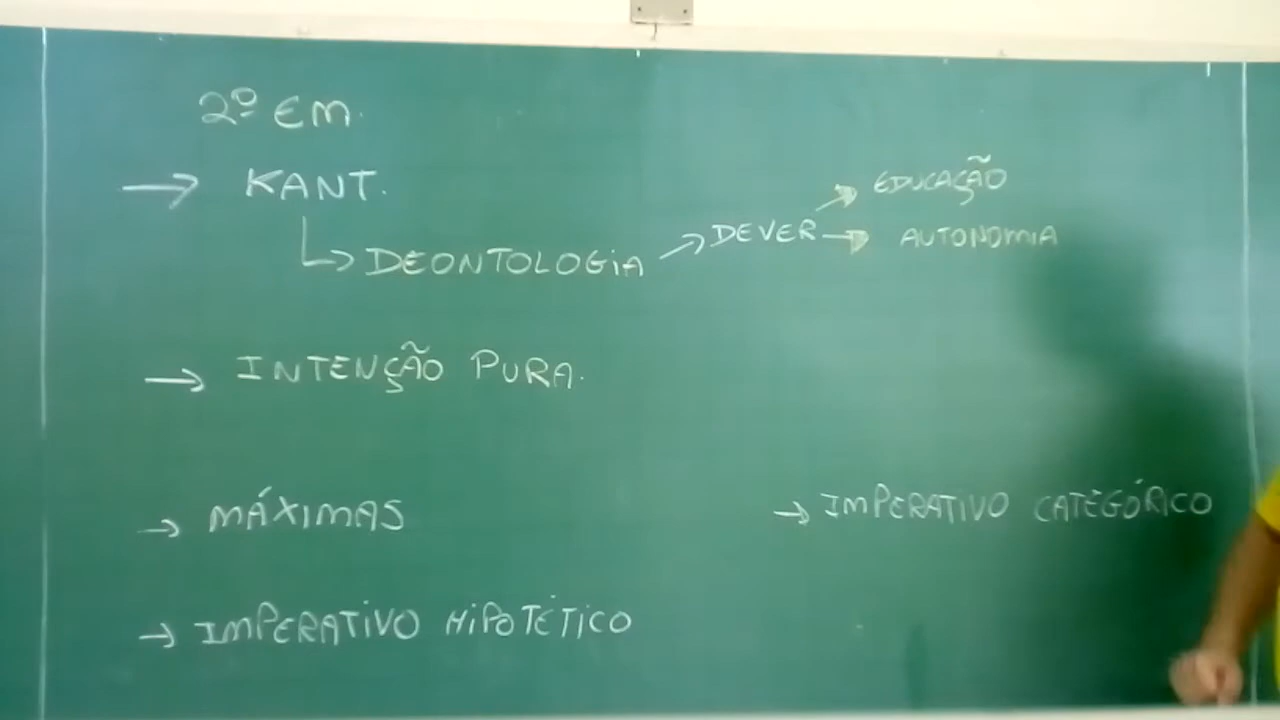 2º EM.
→ KANT.
↳ DEONTOLOGIA → DEVER → EDUCAÇÃO
→ AUTONOMIA
→ INTENÇÃO PURA.
→ MÁXIMAS
→ IMPERATIVO CATEGÓRICO
→ IMPERATIVO HIPOTÉTICO